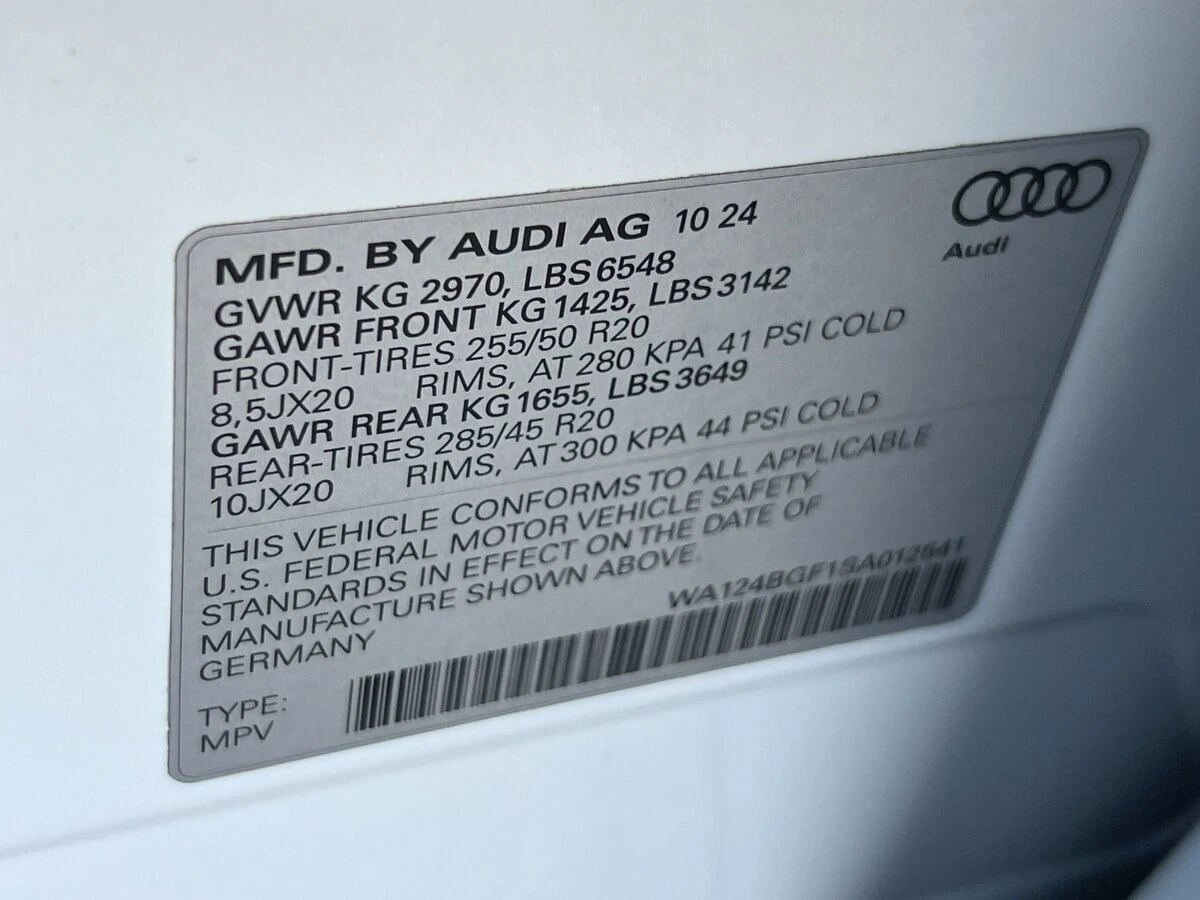 MFD. BY AUDI AG 10 24
Audi
GVWR KG 2970, LBS 6548
GAWR FRONT KG 1425, LBS 3142
FRONT-TIRES 255/50 R20
8,5JX20 RIMS, AT 280 KPA 41 PSI COLD
GAWR REAR KG 1655, LBS 3649
REAR-TIRES 285/45 R20
10JX20 RIMS, AT 300 KPA 44 PSI COLD
THIS VEHICLE CONFORMS TO ALL APPLICABLE
U.S. FEDERAL MOTOR VEHICLE SAFETY
STANDARDS IN EFFECT ON THE DATE OF
MANUFACTURE SHOWN ABOVE.
GERMANY
WA124BGF1SA012541
TYPE:
MPV